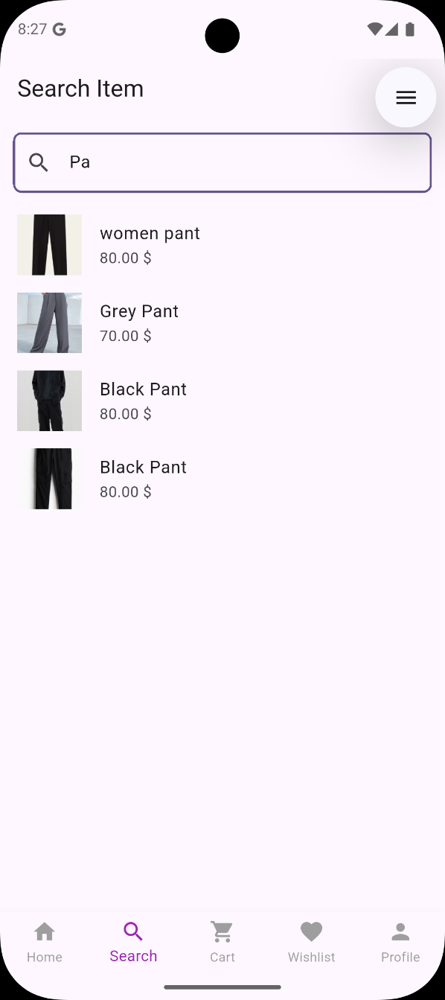 8:27 G
Search Item
Pa
women pant
80.00 $
Grey Pant
70.00 $
Black Pant
80.00 $
Black Pant
80.00 $
Home Search Cart Wishlist Profile